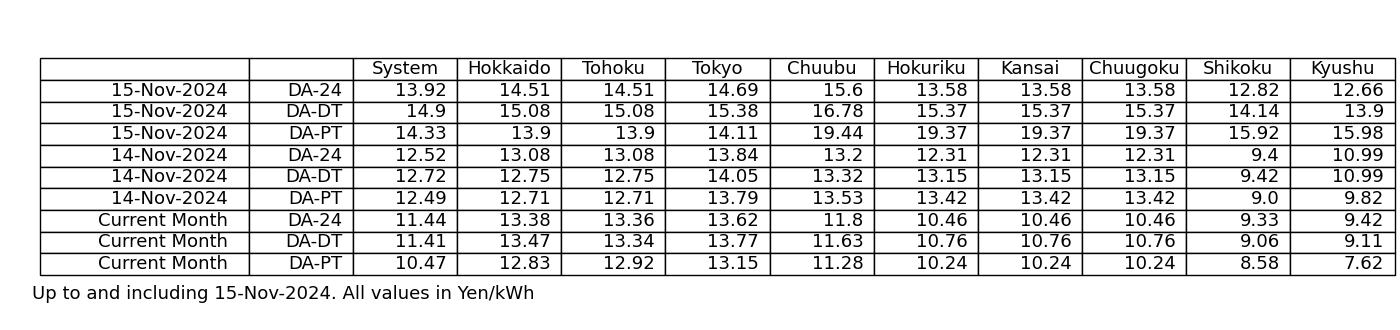 System Hokkaido Tohoku Tokyo Chuubu Hokuriku Kansai Chuugoku Shikoku Kyushu
15-Nov-2024 DA-24 13.92 14.51 14.51 14.69 15.6 13.58 13.58 13.58 12.82 12.66
15-Nov-2024 DA-DT 14.9 15.08 15.08 15.38 16.78 15.37 15.37 15.37 14.14 13.9
15-Nov-2024 DA-PT 14.33 13.9 13.9 14.11 19.44 19.37 19.37 19.37 15.92 15.98
14-Nov-2024 DA-24 12.52 13.08 13.08 13.84 13.2 12.31 12.31 12.31 9.4 10.99
14-Nov-2024 DA-DT 12.72 12.75 12.75 14.05 13.32 13.15 13.15 13.15 9.42 10.99
14-Nov-2024 DA-PT 12.49 12.71 12.71 13.79 13.53 13.42 13.42 13.42 9.0 9.82
Current Month DA-24 11.44 13.38 13.36 13.62 11.8 10.46 10.46 10.46 9.33 9.42
Current Month DA-DT 11.41 13.47 13.34 13.77 11.63 10.76 10.76 10.76 9.06 9.11
Current Month DA-PT 10.47 12.83 12.92 13.15 11.28 10.24 10.24 10.24 8.58 7.62
Up to and including 15-Nov-2024. All values in Yen/kWh